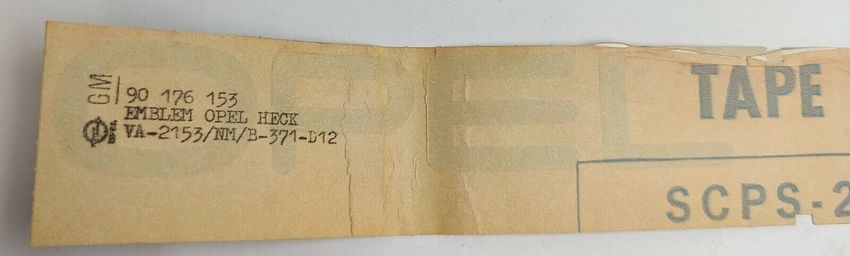 OPEL
GM
90 176 153
EMBLEM OPEL HECK
VA-2153/NM/B-371-D12
TAPE
SCPS-2